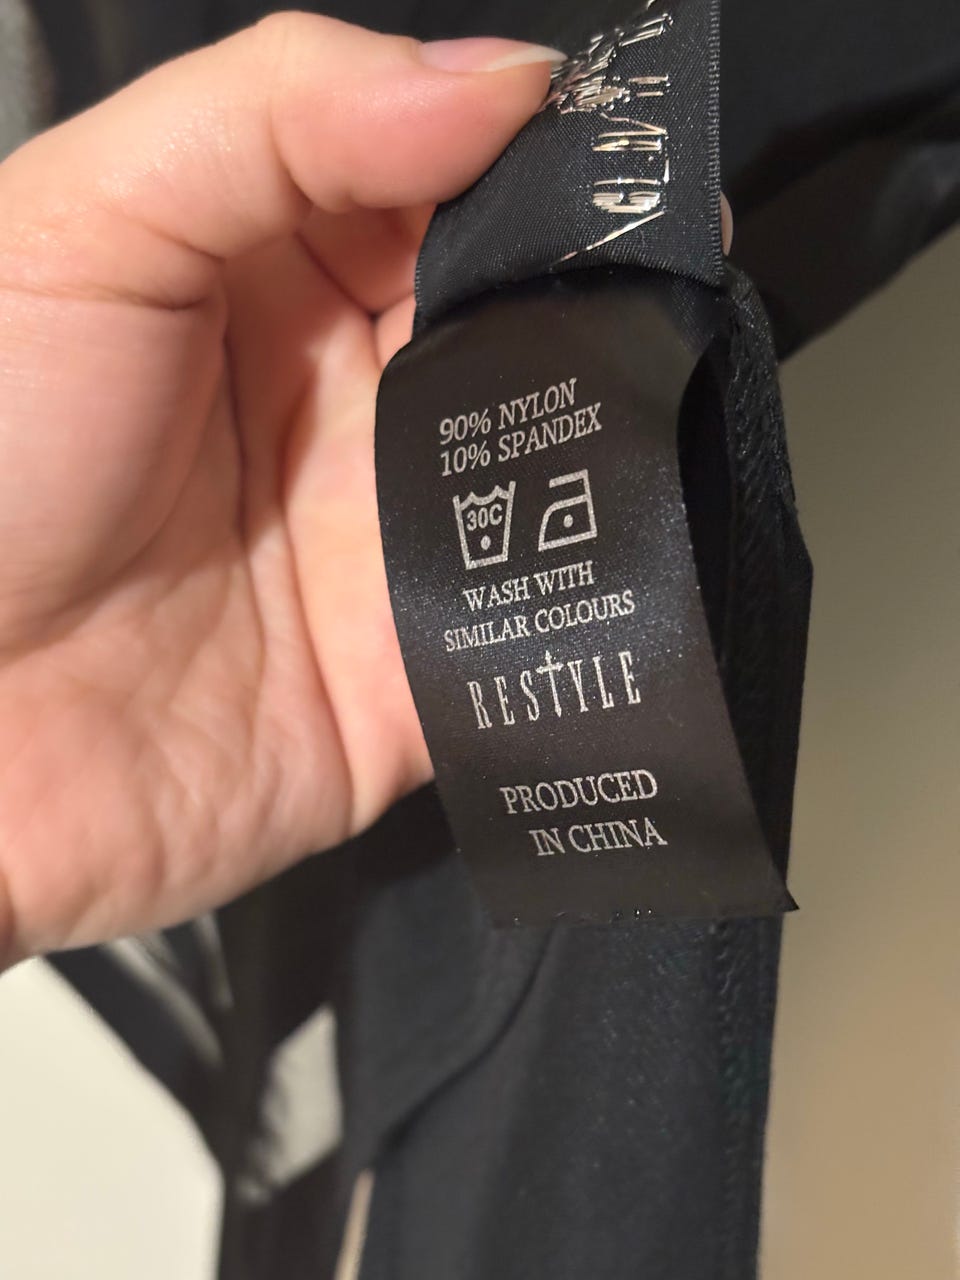 90% NYLON
10% SPANDEX
30C
WASH WITH
SIMILAR COLOURS
RESTYLE
PRODUCED
IN CHINA